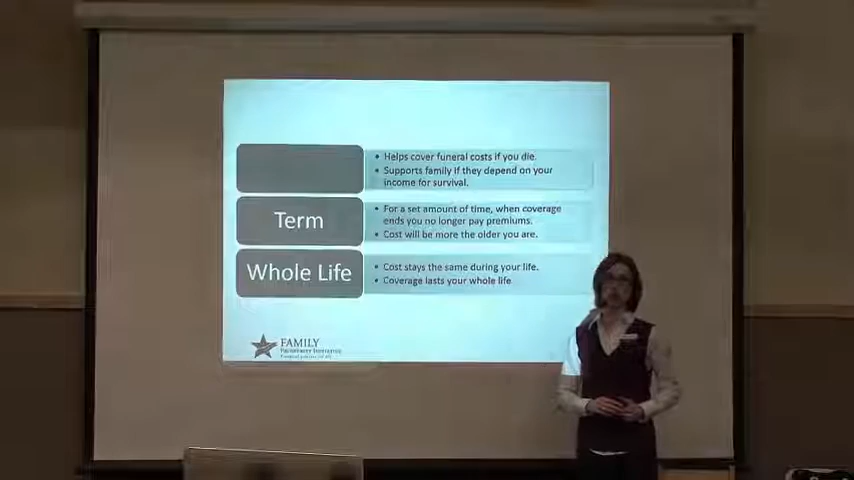 • Helps cover funeral costs if you die.
• Supports family if they depend on your
income for survival.
Term
• For a set amount of time, when coverage
ends you no longer pay premiums.
• Cost will be more the older you are.
Whole Life
• Cost stays the same during your life.
• Coverage lasts your whole life
FAMILY